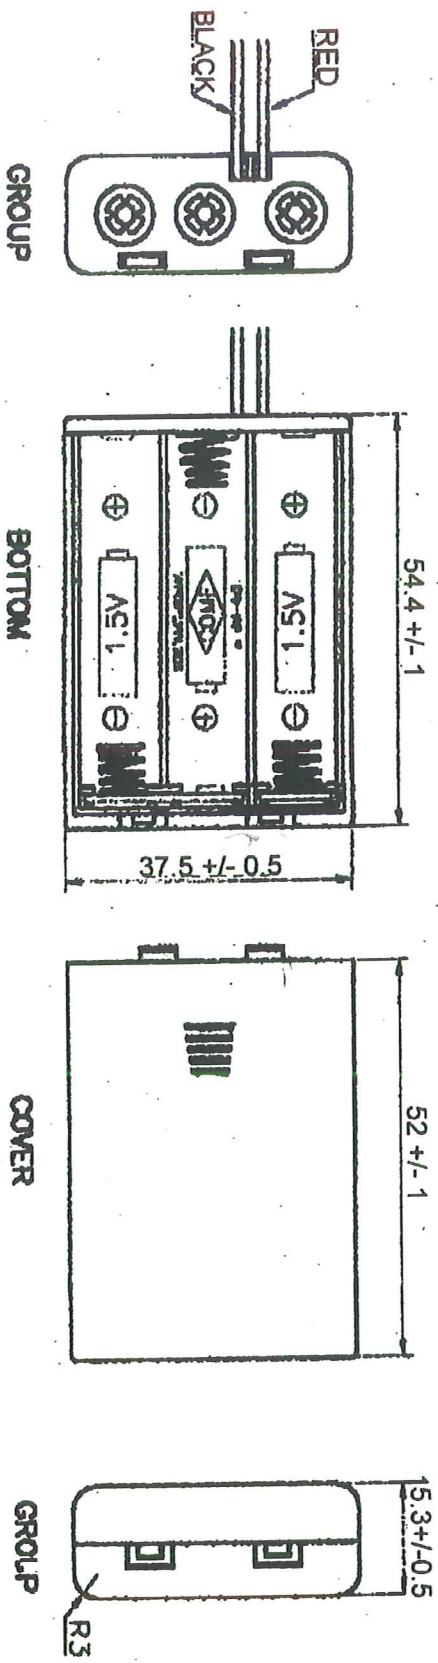 RED
BLACK
GROUP
54.4 +/- 1
1.5V
1.5V
37.5 +/- 0.5
BOTTOM
52 +/- 1
COVER
15.3+/-0.5
R3
GROUP